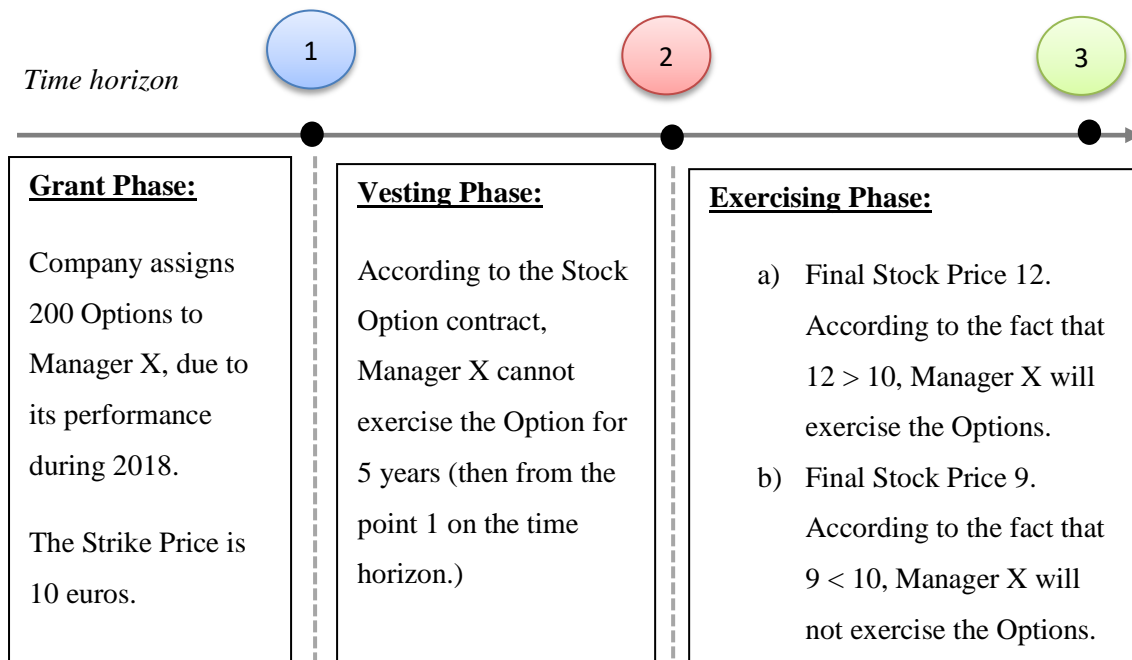 1
2
3
Time horizon
Grant Phase:
Company assigns
200 Options to
Manager X, due to
its performance
during 2018.
The Strike Price is
10 euros.
Vesting Phase:
According to the Stock
Option contract,
Manager X cannot
exercise the Option for
5 years (then from the
point 1 on the time
horizon.)
Exercising Phase:
a) Final Stock Price 12.
According to the fact that
12 > 10, Manager X will
exercise the Options.
b) Final Stock Price 9.
According to the fact that
9 < 10, Manager X will
not exercise the Options.